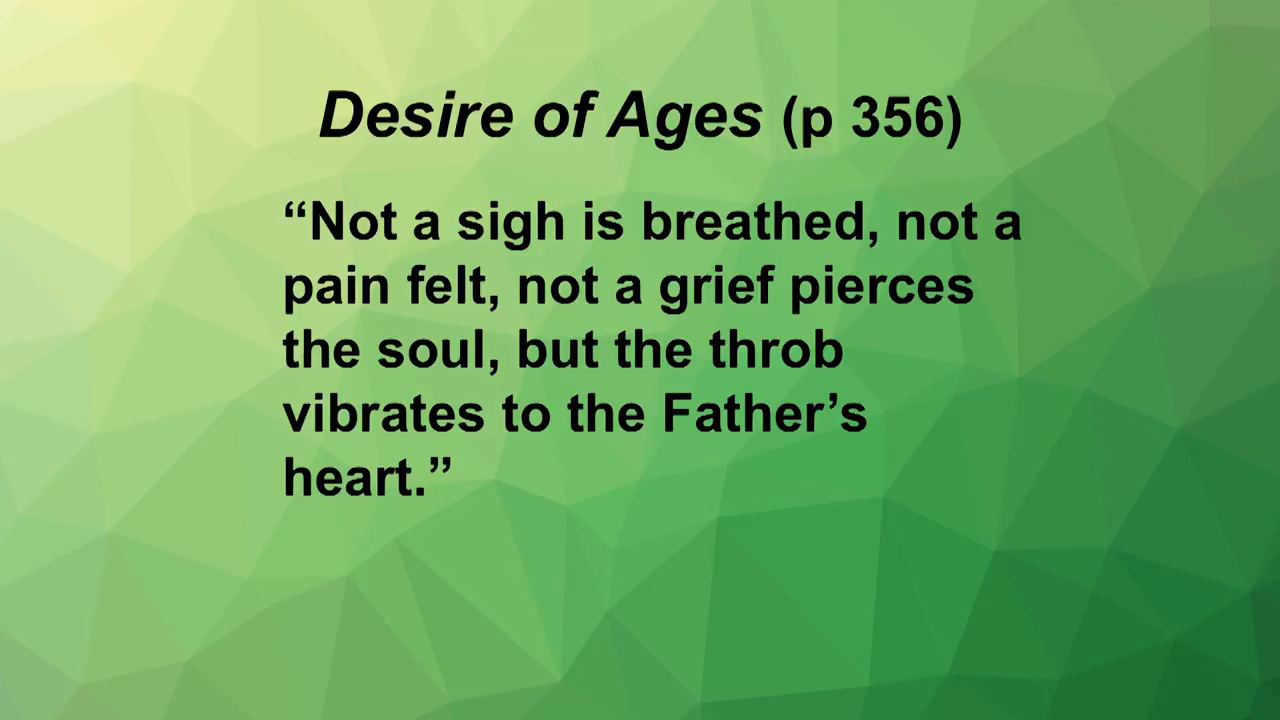 Desire of Ages (p 356)
“Not a sigh is breathed, not a
pain felt, not a grief pierces
the soul, but the throb
vibrates to the Father’s
heart.”